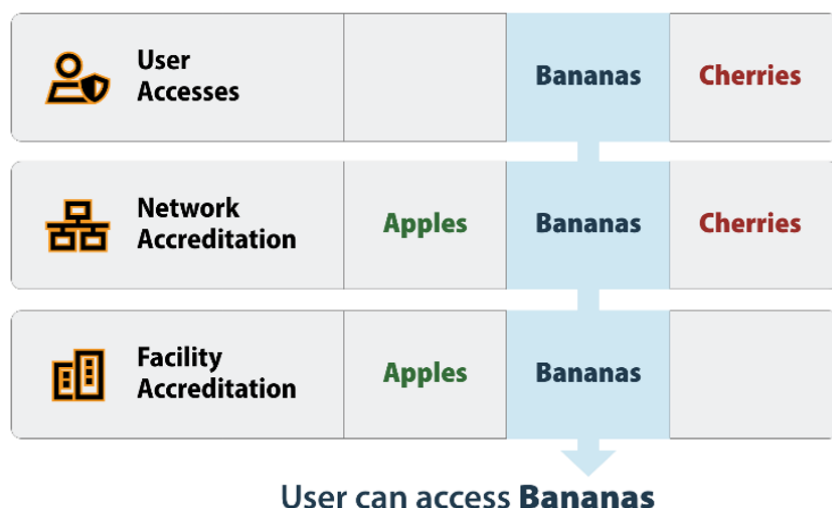 User
Accesses
Bananas
Cherries
Network
Accreditation
Apples
Bananas
Cherries
Facility
Accreditation
Apples
Bananas
User can access Bananas